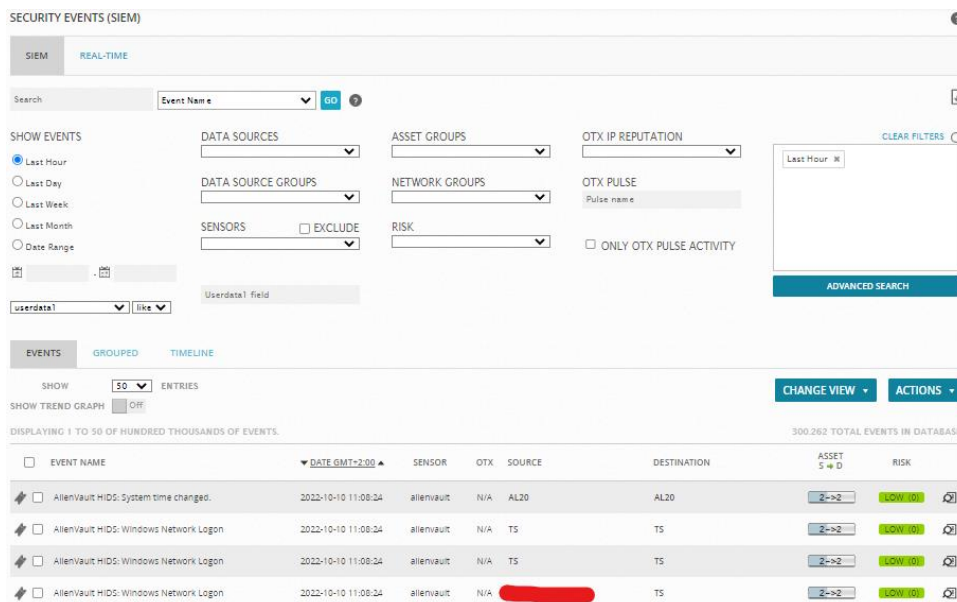 SECURITY EVENTS (SIEM)
SIEM REAL-TIME
Search Event Name GO ?
SHOW EVENTS DATA SOURCES ASSET GROUPS OTX IP REPUTATION CLEAR FILTERS
Last Hour Last Hour
Last Day DATA SOURCE GROUPS NETWORK GROUPS OTX PULSE
Last Week Pulse name
Last Month SENSORS EXCLUDE RISK
Date Range ONLY OTX PULSE ACTIVITY
-
ADVANCED SEARCH
userdata1 like Userdata1 field
EVENTS GROUPED TIMELINE
SHOW 50 ENTRIES CHANGE VIEW ACTIONS
SHOW TREND GRAPH Off
DISPLAYING 1 TO 50 OF HUNDRED THOUSANDS OF EVENTS. 300.262 TOTAL EVENTS IN DATABAS
EVENT NAME DATE GMT+2:00 SENSOR OTX SOURCE DESTINATION ASSET S → D RISK
AlienVault HIDS: System time changed. 2022-10-10 11:08:24 alienvault N/A AL20 AL20 2->2 LOW (0)
AlienVault HIDS: Windows Network Logon 2022-10-10 11:08:24 alienvault N/A TS TS 2->2 LOW (0)
AlienVault HIDS: Windows Network Logon 2022-10-10 11:08:24 alienvault N/A TS TS 2->2 LOW (0)
AlienVault HIDS: Windows Network Logon 2022-10-10 11:08:24 alienvault N/A TS 2->2 LOW (0)